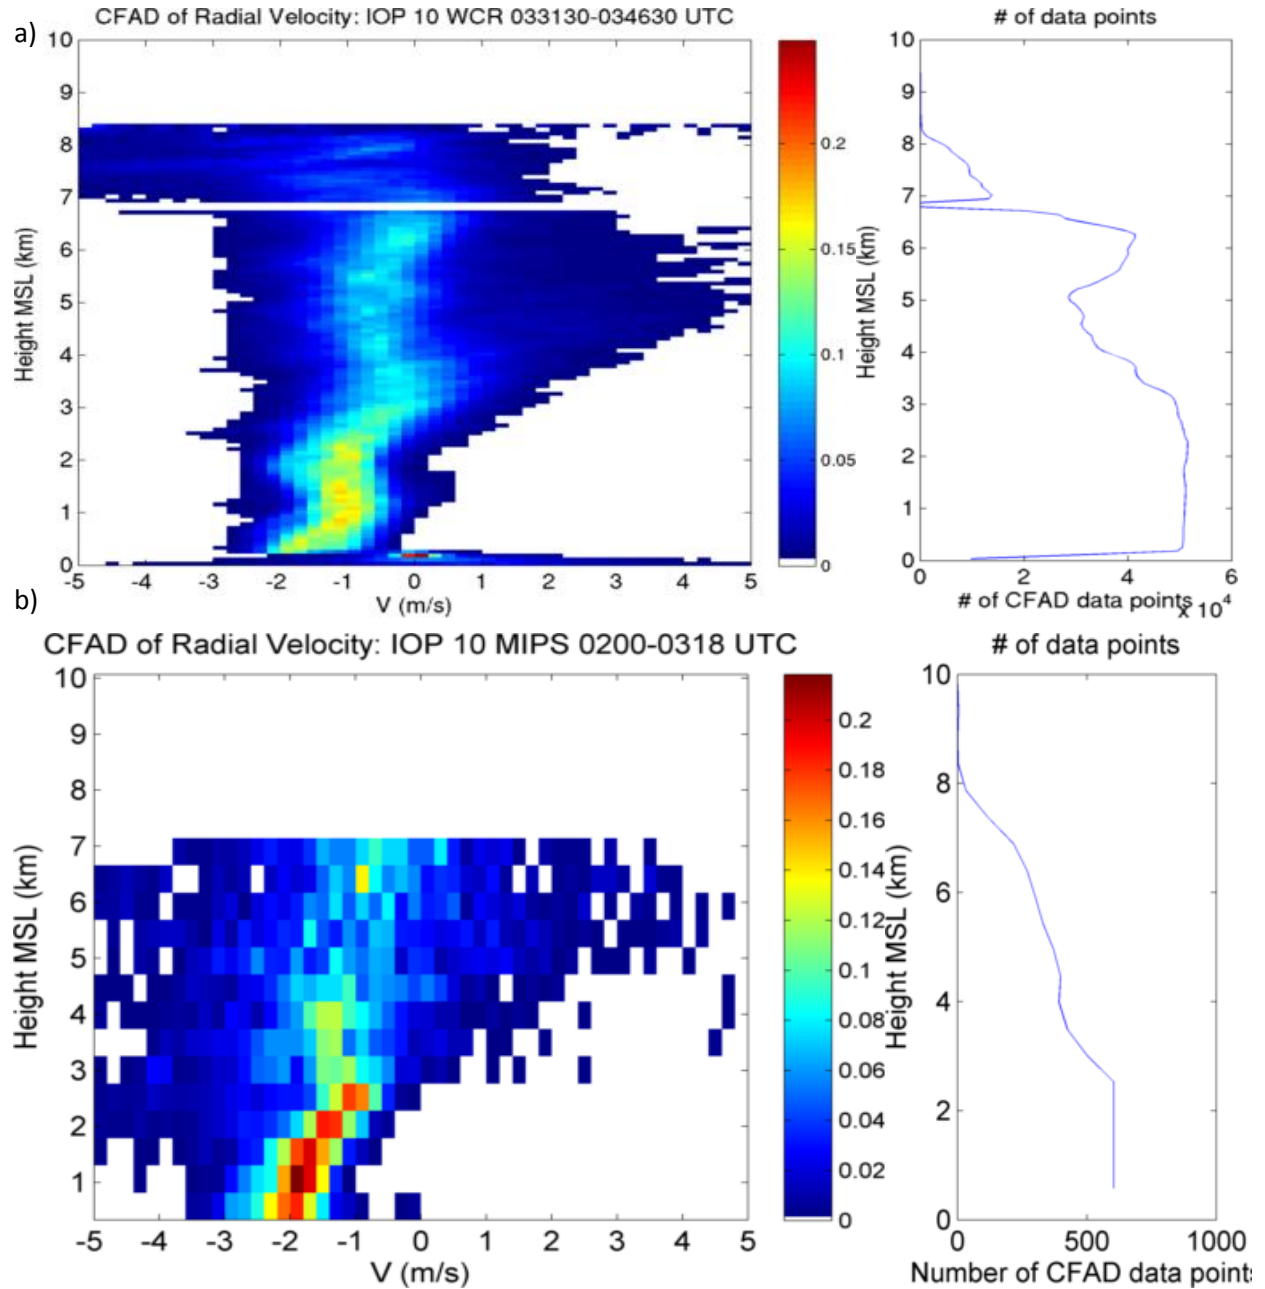 CFAD of Radial Velocity: IOP 10 WCR 033130-034630 UTC
# of data points
a)
10
9
8
7
6
5
4
3
2
1
0
Height MSL (km)
-5 -4 -3 -2 -1 0 1 2 3 4 5
V (m/s)
0.2
0.15
0.1
0.05
0
10
9
8
7
6
5
4
3
2
1
0
Height MSL (km)
0 2 4 6
# of CFAD data points
x 10^4
b)
CFAD of Radial Velocity: IOP 10 MIPS 0200-0318 UTC
# of data points
10
9
8
7
6
5
4
3
2
1
Height MSL (km)
-5 -4 -3 -2 -1 0 1 2 3 4 5
V (m/s)
0.2
0.18
0.16
0.14
0.12
0.1
0.08
0.06
0.04
0.02
0
10
8
6
4
2
0
Height MSL (km)
0 500 1000
Number of CFAD data points